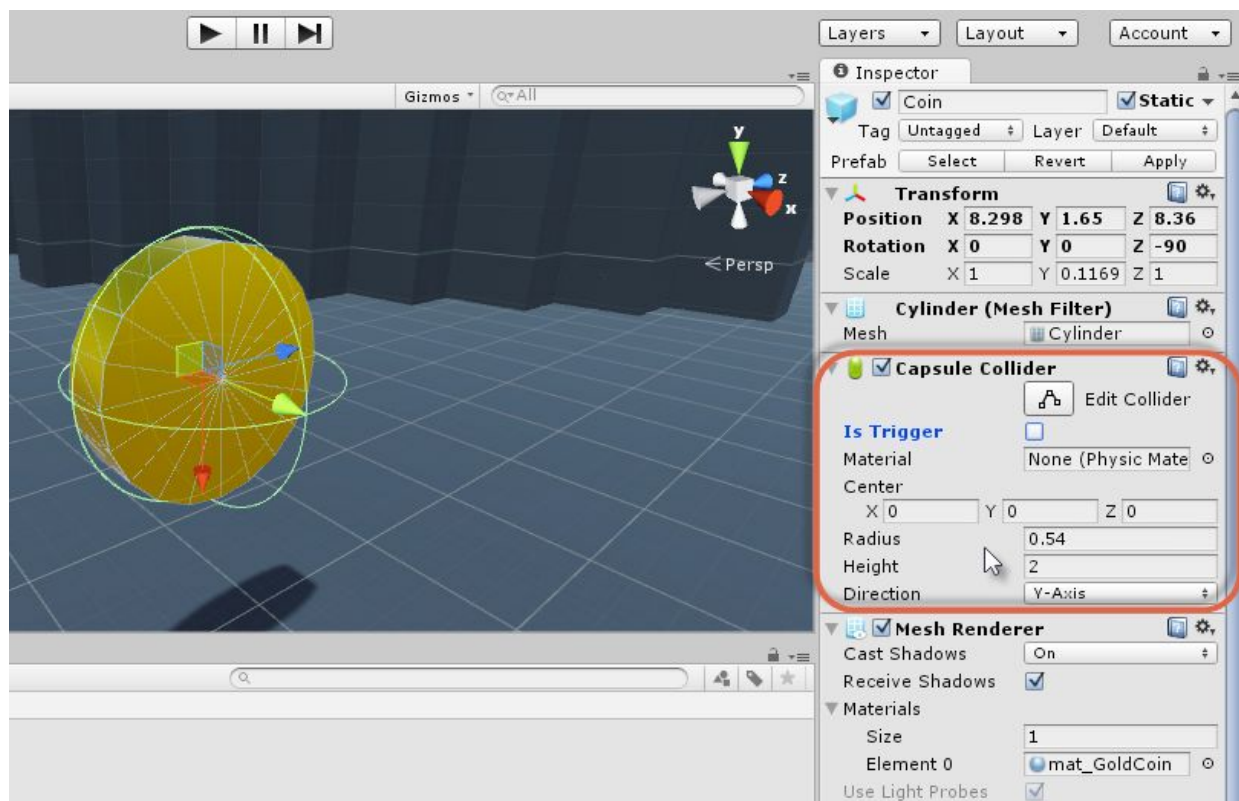 Layers Layout Account
Inspector
Gizmos All
Coin Static
Tag Untagged Layer Default
Prefab Select Revert Apply
Transform
Position X 8.298 Y 1.65 Z 8.36
Rotation X 0 Y 0 Z -90
Scale X 1 Y 0.1169 Z 1
y
z
x
Persp
Cylinder (Mesh Filter)
Mesh Cylinder
Capsule Collider
Edit Collider
Is Trigger
Material None (Physic Mate
Center
X 0 Y 0 Z 0
Radius 0.54
Height 2
Direction Y-Axis
Mesh Renderer
Cast Shadows On
Receive Shadows
Materials
Size 1
Element 0 mat_GoldCoin
Use Light Probes